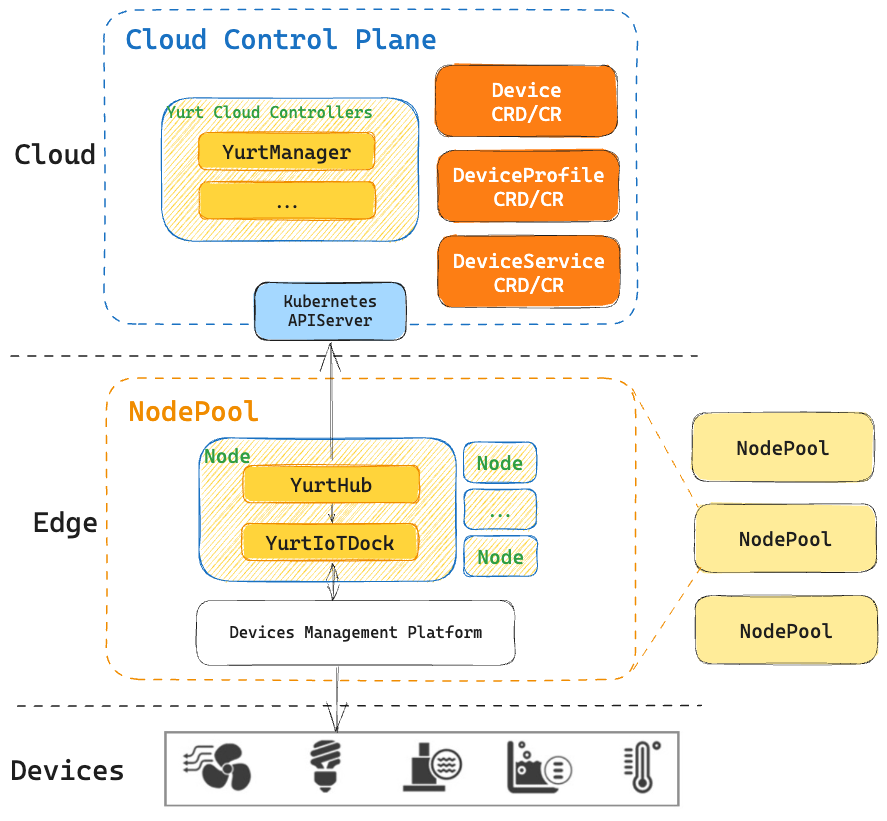 Cloud Control Plane
Device
CRD/CR
Yurt Cloud Controllers
YurtManager
...
Cloud
DeviceProfile
CRD/CR
DeviceService
CRD/CR
Kubernetes
APIServer
NodePool
Node
YurtHub
YurtIoTDock
Node
...
Node
Edge
Devices Management Platform
NodePool
NodePool
NodePool
Devices